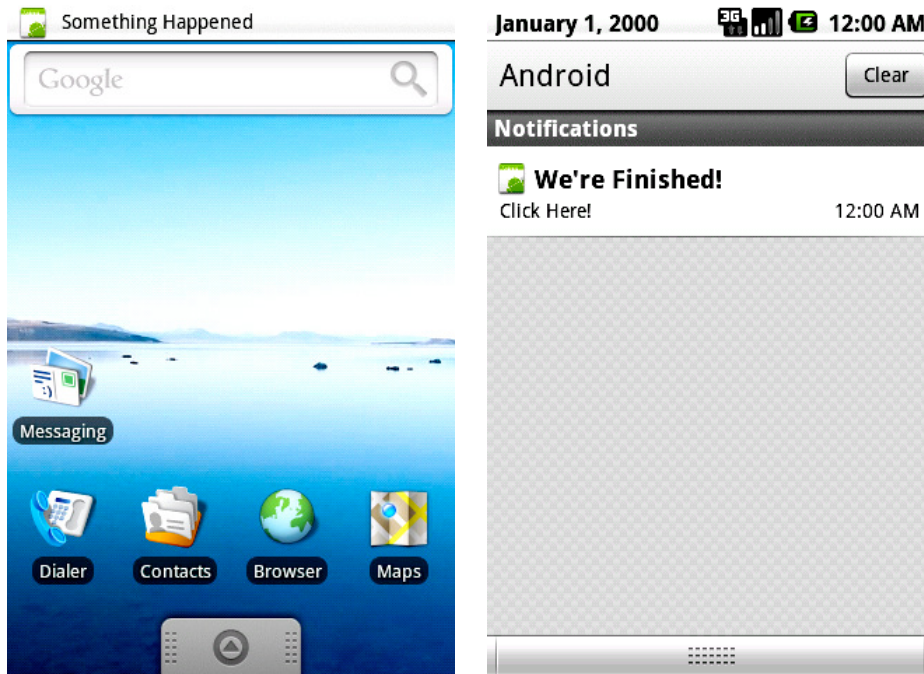 Something Happened
Google
Messaging
Dialer Contacts Browser Maps
January 1, 2000 3G 12:00 AM
Android Clear
Notifications
We're Finished!
Click Here! 12:00 AM